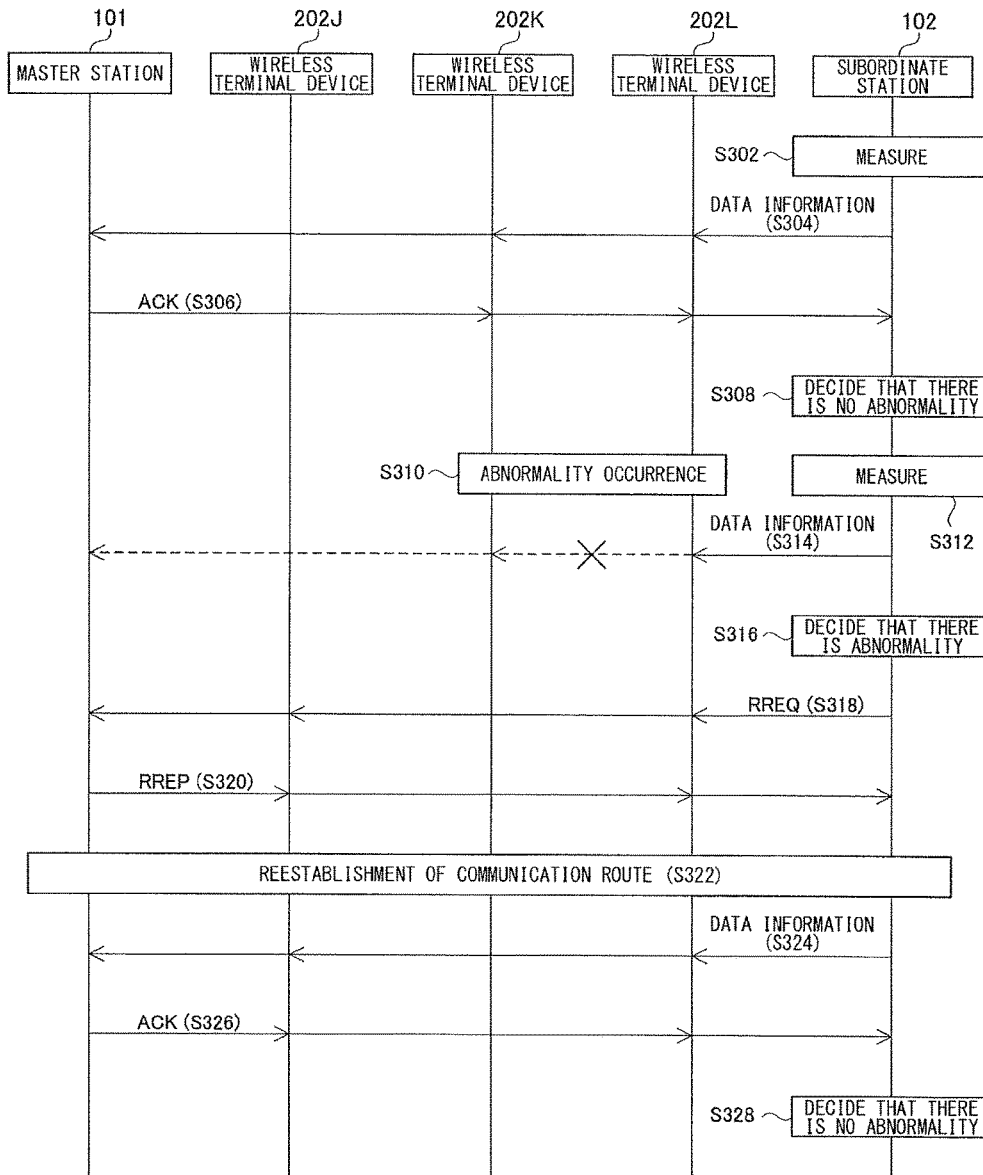 101
202J
202K
202L
102
MASTER STATION
WIRELESS
TERMINAL DEVICE
WIRELESS
TERMINAL DEVICE
WIRELESS
TERMINAL DEVICE
SUBORDINATE
STATION
S302
MEASURE
DATA INFORMATION
(S304)
ACK (S306)
S308
DECIDE THAT THERE
IS NO ABNORMALITY
S310
ABNORMALITY OCCURRENCE
MEASURE
S312
DATA INFORMATION
(S314)
S316
DECIDE THAT THERE
IS ABNORMALITY
RREQ (S318)
RREP (S320)
REESTABLISHMENT OF COMMUNICATION ROUTE (S322)
DATA INFORMATION
(S324)
ACK (S326)
S328
DECIDE THAT THERE
IS NO ABNORMALITY